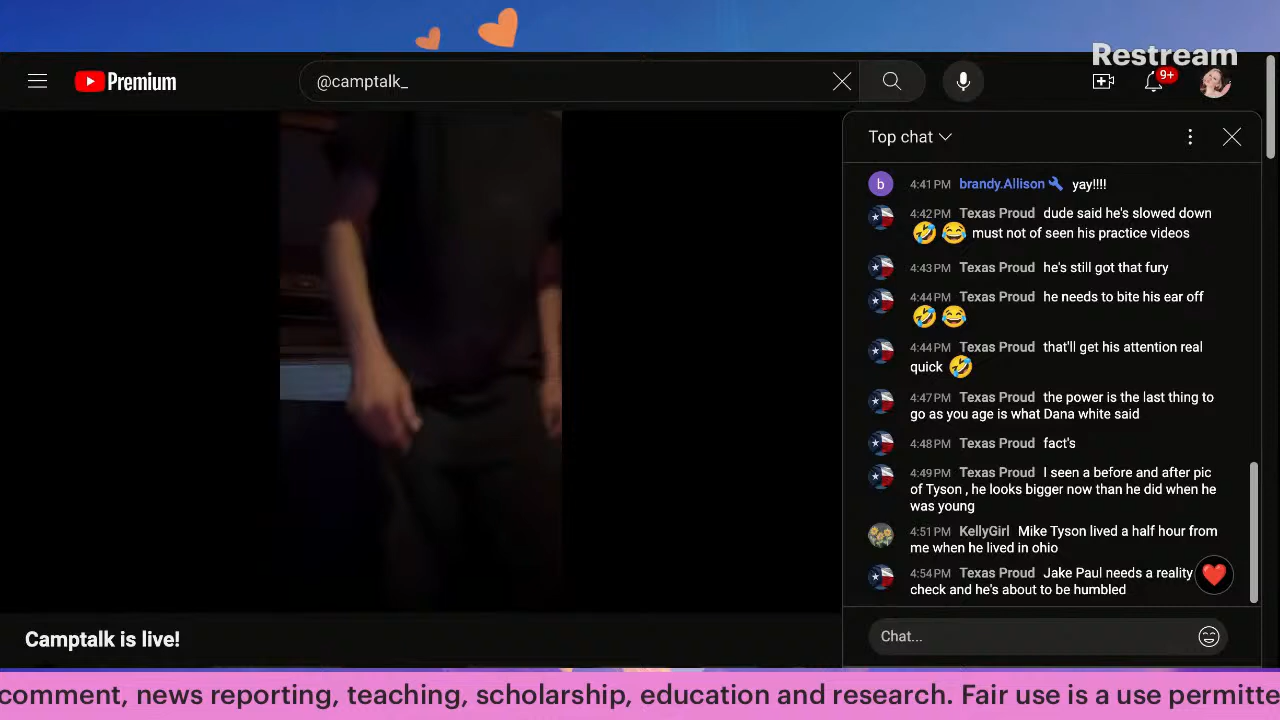 Restream
Premium
@camptalk_
9+
Top chat
b
4:41 PM brandy.Allison yay!!!!
4:42 PM Texas Proud dude said he's slowed down
must not of seen his practice videos
4:43 PM Texas Proud he's still got that fury
4:44 PM Texas Proud he needs to bite his ear off
4:44 PM Texas Proud that'll get his attention real
quick
4:47 PM Texas Proud the power is the last thing to
go as you age is what Dana white said
4:48 PM Texas Proud fact's
4:49 PM Texas Proud I seen a before and after pic
of Tyson , he looks bigger now than he did when he
was young
4:51 PM KellyGirl Mike Tyson lived a half hour from
me when he lived in ohio
4:54 PM Texas Proud Jake Paul needs a reality
check and he's about to be humbled
Chat...
Camptalk is live!
comment, news reporting, teaching, scholarship, education and research. Fair use is a use permitte